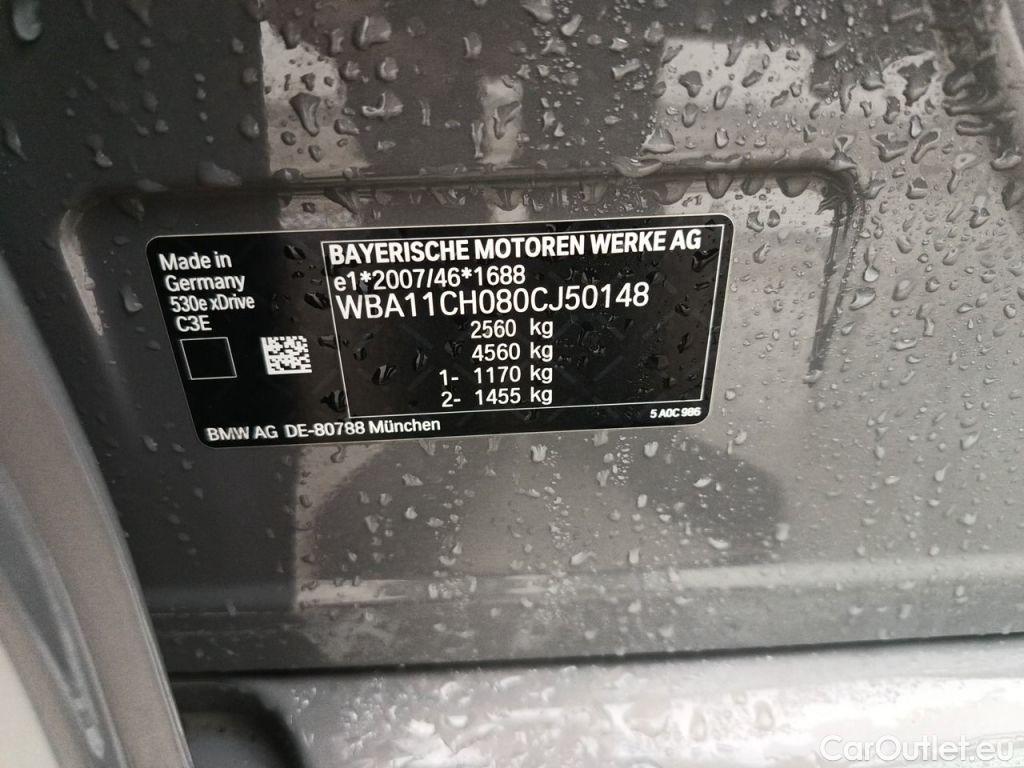 Made in
Germany
530e xDrive
C3E
BAYERISCHE MOTOREN WERKE AG
e1*2007/46*1688
WBA11CH080CJ50148
2560 kg
4560 kg
1- 1170 kg
2- 1455 kg
5 A0C 986
BMW AG DE-80788 München
CarOutlet.eu